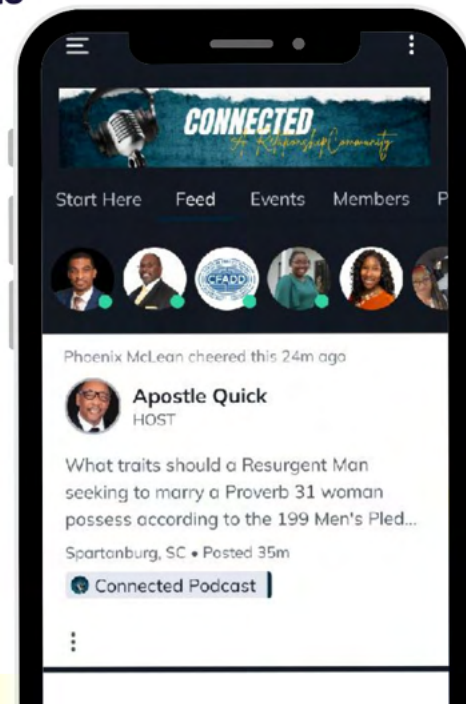 CONNECTED
A Relationship Community
Start Here Feed Events Members P
CFADD
Phoenix McLean cheered this 24m ago
Apostle Quick
HOST
What traits should a Resurgent Man
seeking to marry a Proverb 31 woman
possess according to the 199 Men's Pled...
Spartanburg, SC • Posted 35m
Connected Podcast